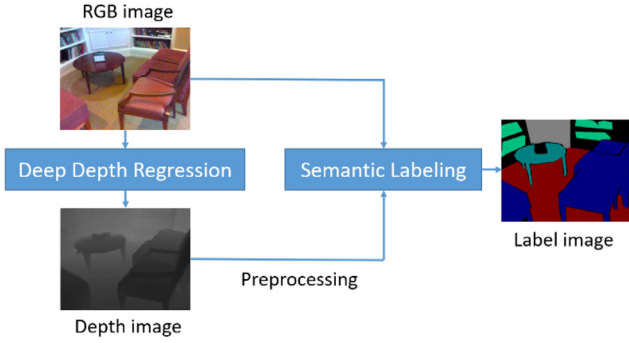 RGB image
Deep Depth Regression
Semantic Labeling
Label image
Preprocessing
Depth image